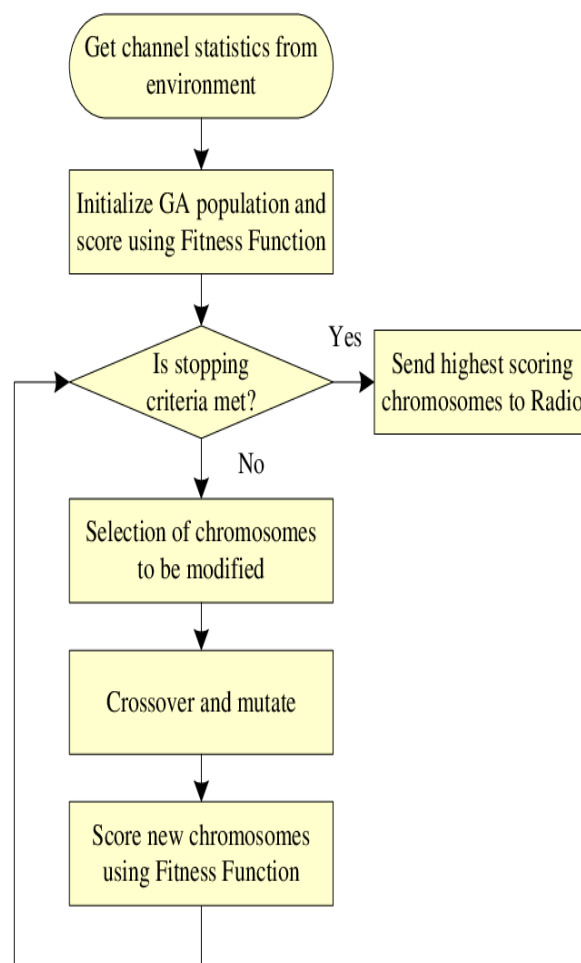 Get channel statistics from
environment
Initialize GA population and
score using Fitness Function
Is stopping
criteria met?
Yes
Send highest scoring
chromosomes to Radio
No
Selection of chromosomes
to be modified
Crossover and mutate
Score new chromosomes
using Fitness Function